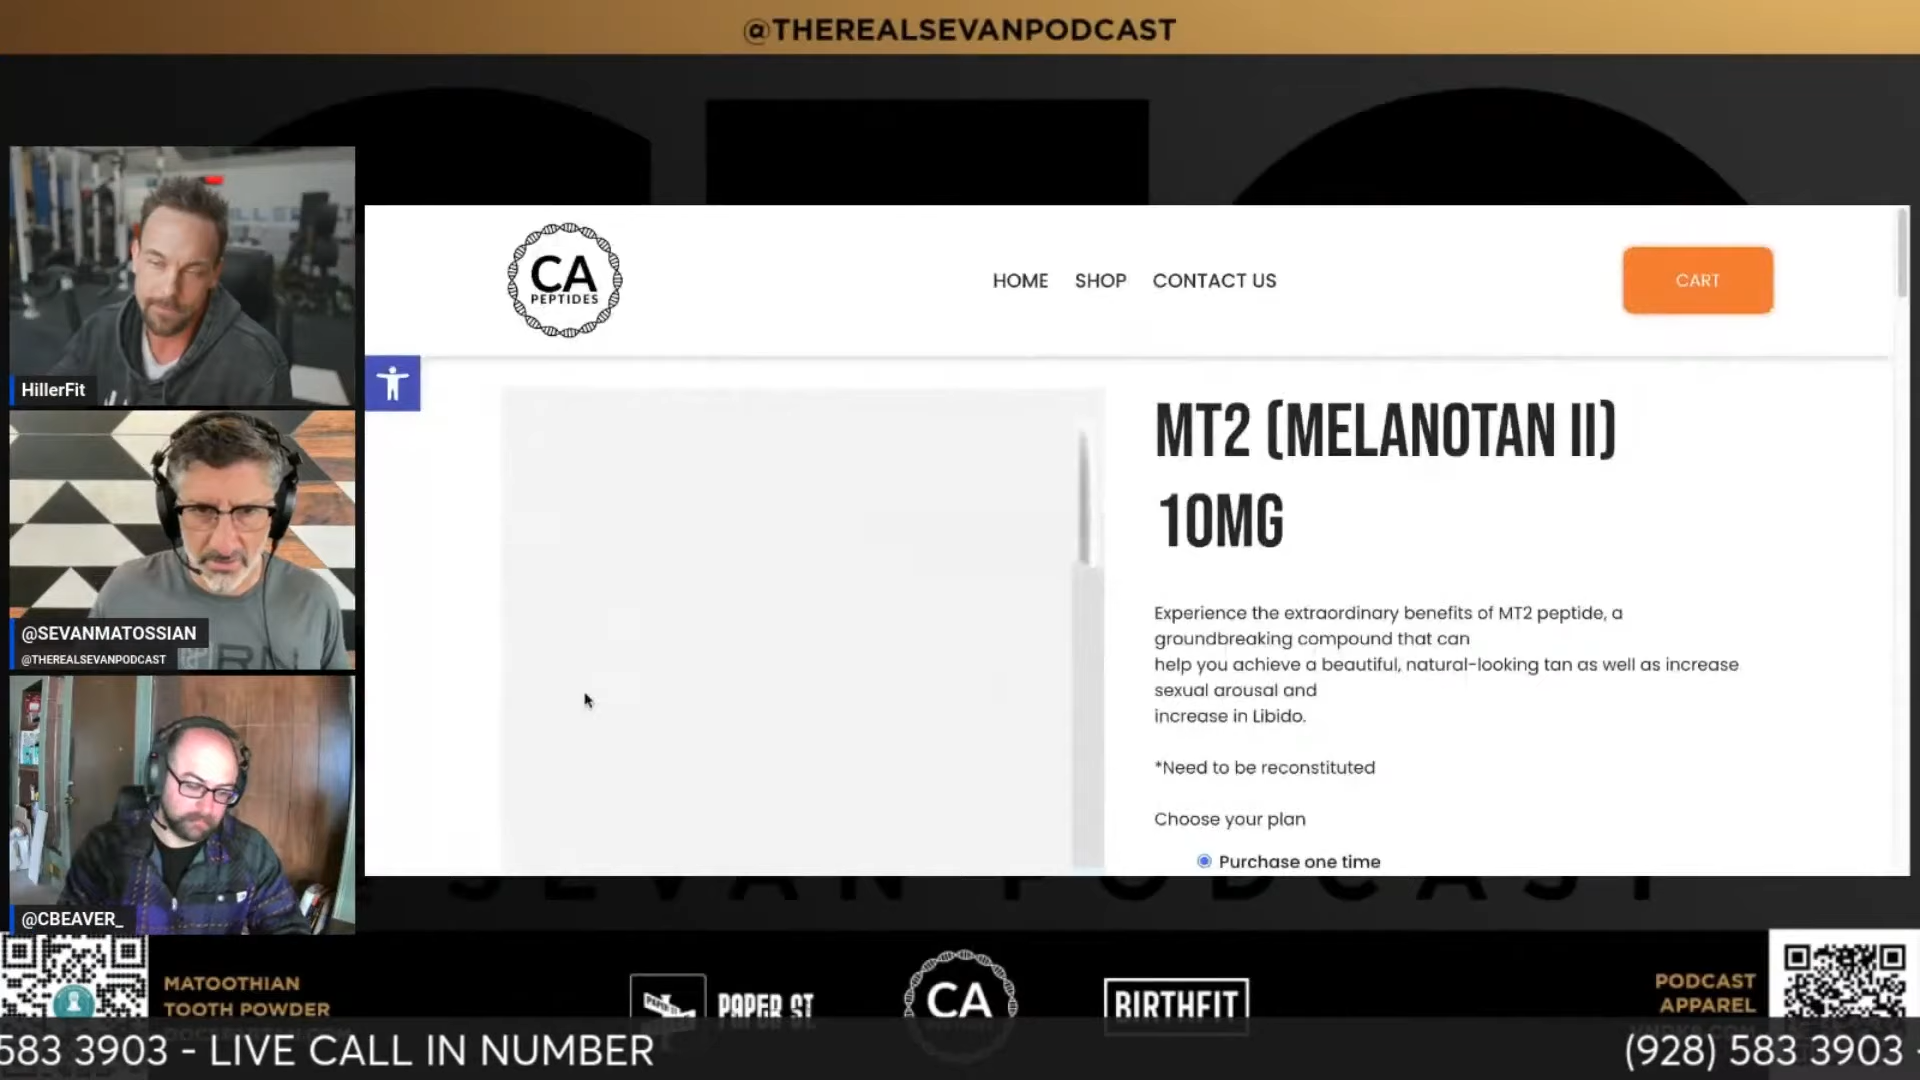 @THEREALSEVANPODCAST
HillerFit
@SEVANMATOSSIAN
@THEREALSEVANPODCAST
@CBEAVER_
CA
PEPTIDES
HOME
SHOP
CONTACT US
CART
MT2 (MELANOTAN II)
10MG
Experience the extraordinary benefits of MT2 peptide, a
groundbreaking compound that can
help you achieve a beautiful, natural-looking tan as well as increase
sexual arousal and
increase in Libido.
*Need to be reconstituted
Choose your plan
Purchase one time
SEVAN PODCAST
MATOOTHIAN
TOOTH POWDER
PAPER ST
CA
BIRTHFIT
PODCAST
APPAREL
583 3903 - LIVE CALL IN NUMBER
(928) 583 3903 -